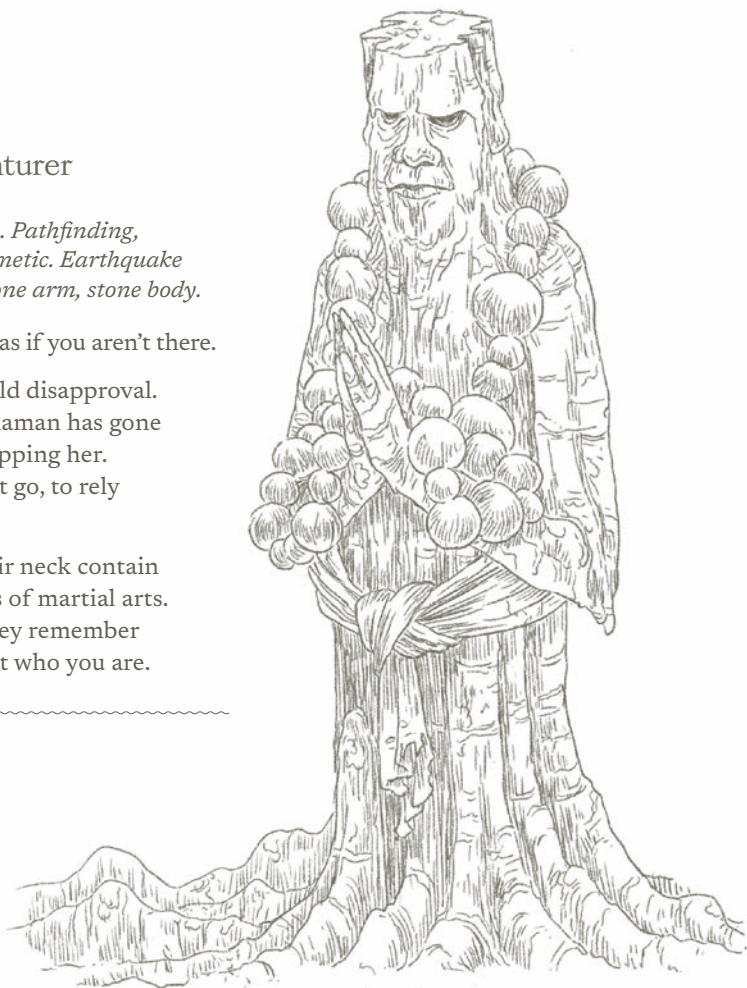 nturer
. Pathfinding,
metic. Earthquake
one arm, stone body.
as if you aren’t there.
ld disapproval.
aman has gone
pping her.
t go, to rely
ir neck contain
s of martial arts.
ey remember
t who you are.